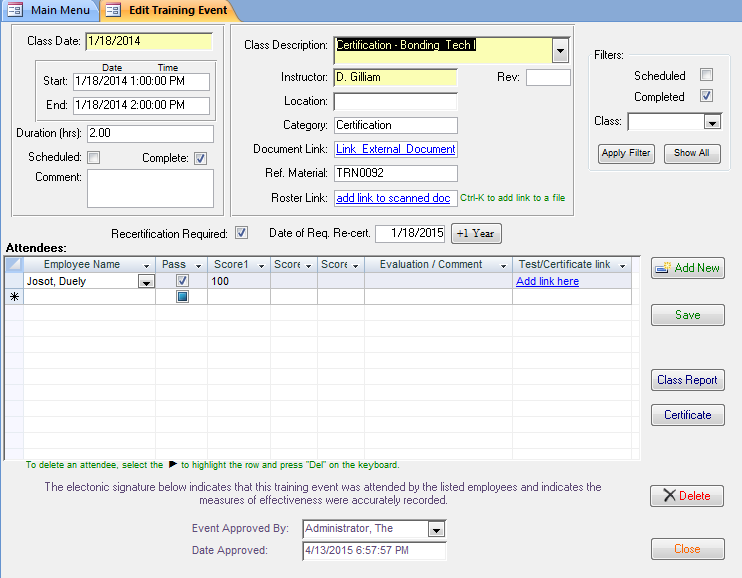 Main Menu Edit Training Event
Class Date: 1/18/2014
Date Time
Start: 1/18/2014 1:00:00 PM
End: 1/18/2014 2:00:00 PM
Duration (hrs): 2.00
Scheduled: Complete:
Comment:
Class Description: Certification - Bonding Tech I
Instructor: D. Gilliam Rev:
Location:
Category: Certification
Document Link: Link External Document
Ref. Material: TRN0092
Roster Link: add link to scanned doc Ctrl-K to add link to a file
Filters:
Scheduled
Completed
Class:
Apply Filter Show All
Recertification Required: Date of Req. Re-cert. 1/18/2015 +1 Year
Attendees:
Employee Name Pass Score1 Score Score Evaluation / Comment Test/Certificate link
Josot, Duely 100 Add link here
Add New
Save
Class Report
Certificate
To delete an attendee, select the to highlight the row and press "Del" on the keyboard.
The electonic signature below indicates that this training event was attended by the listed employees and indicates the
measures of effectiveness were accurately recorded.
Delete
Event Approved By: Administrator, The
Date Approved: 4/13/2015 6:57:57 PM
Close